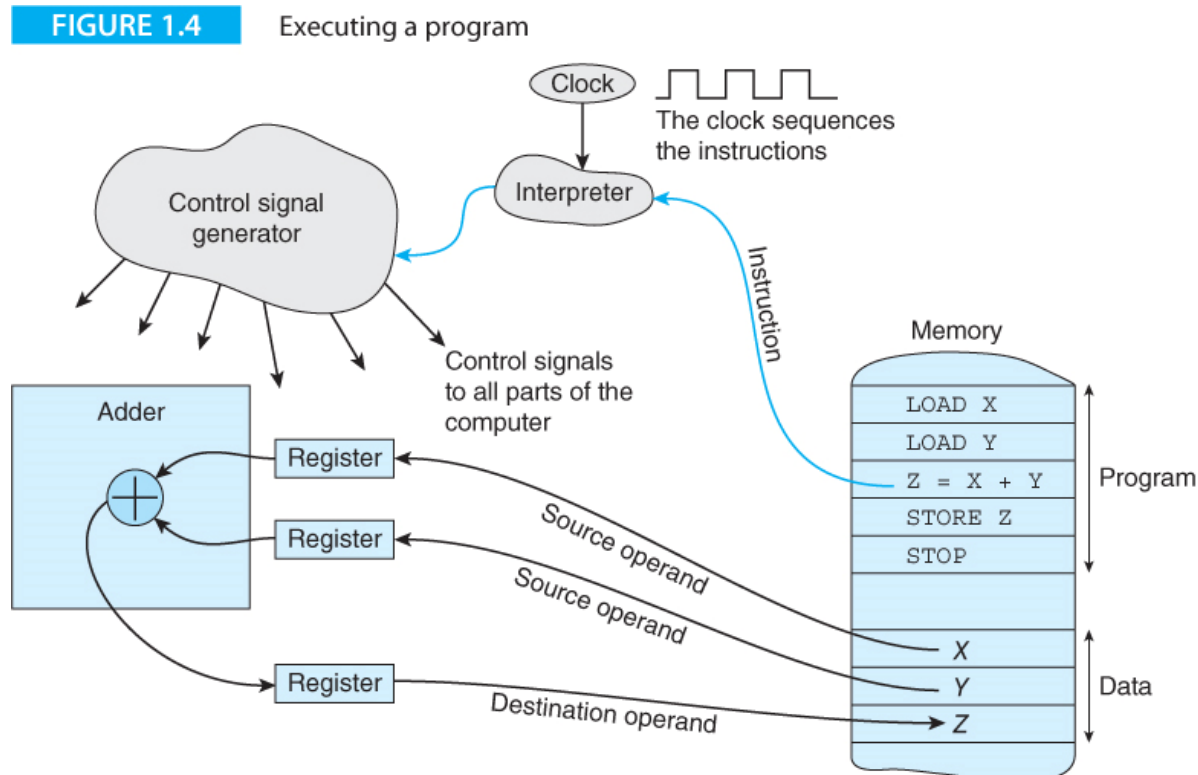 FIGURE 1.4 Executing a program
Clock
The clock sequences
the instructions
Interpreter
Control signal
generator
Instruction
Control signals
to all parts of the
computer
Memory
LOAD X
LOAD Y
Z = X + Y
STORE Z
STOP
Program
Adder
Register
Register
Source operand
Source operand
X
Y
Z
Data
Register
Destination operand